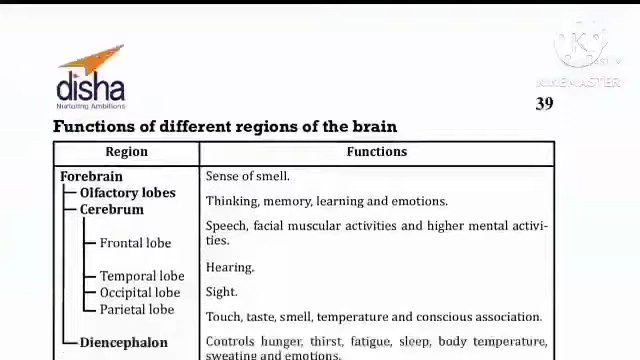 disha
Nurturing Ambitions
KINEMASTER
39
Functions of different regions of the brain
Region
Functions
Forebrain
Sense of smell.
Olfactory lobes
Cerebrum
Thinking, memory, learning and emotions.
Frontal lobe
Speech, facial muscular activities and higher mental activi-
ties.
Temporal lobe
Hearing.
Occipital lobe
Sight.
Parietal lobe
Touch, taste, smell, temperature and conscious association.
Diencephalon
Controls hunger, thirst, fatigue, sleep, body temperature,
sweating and emotions.